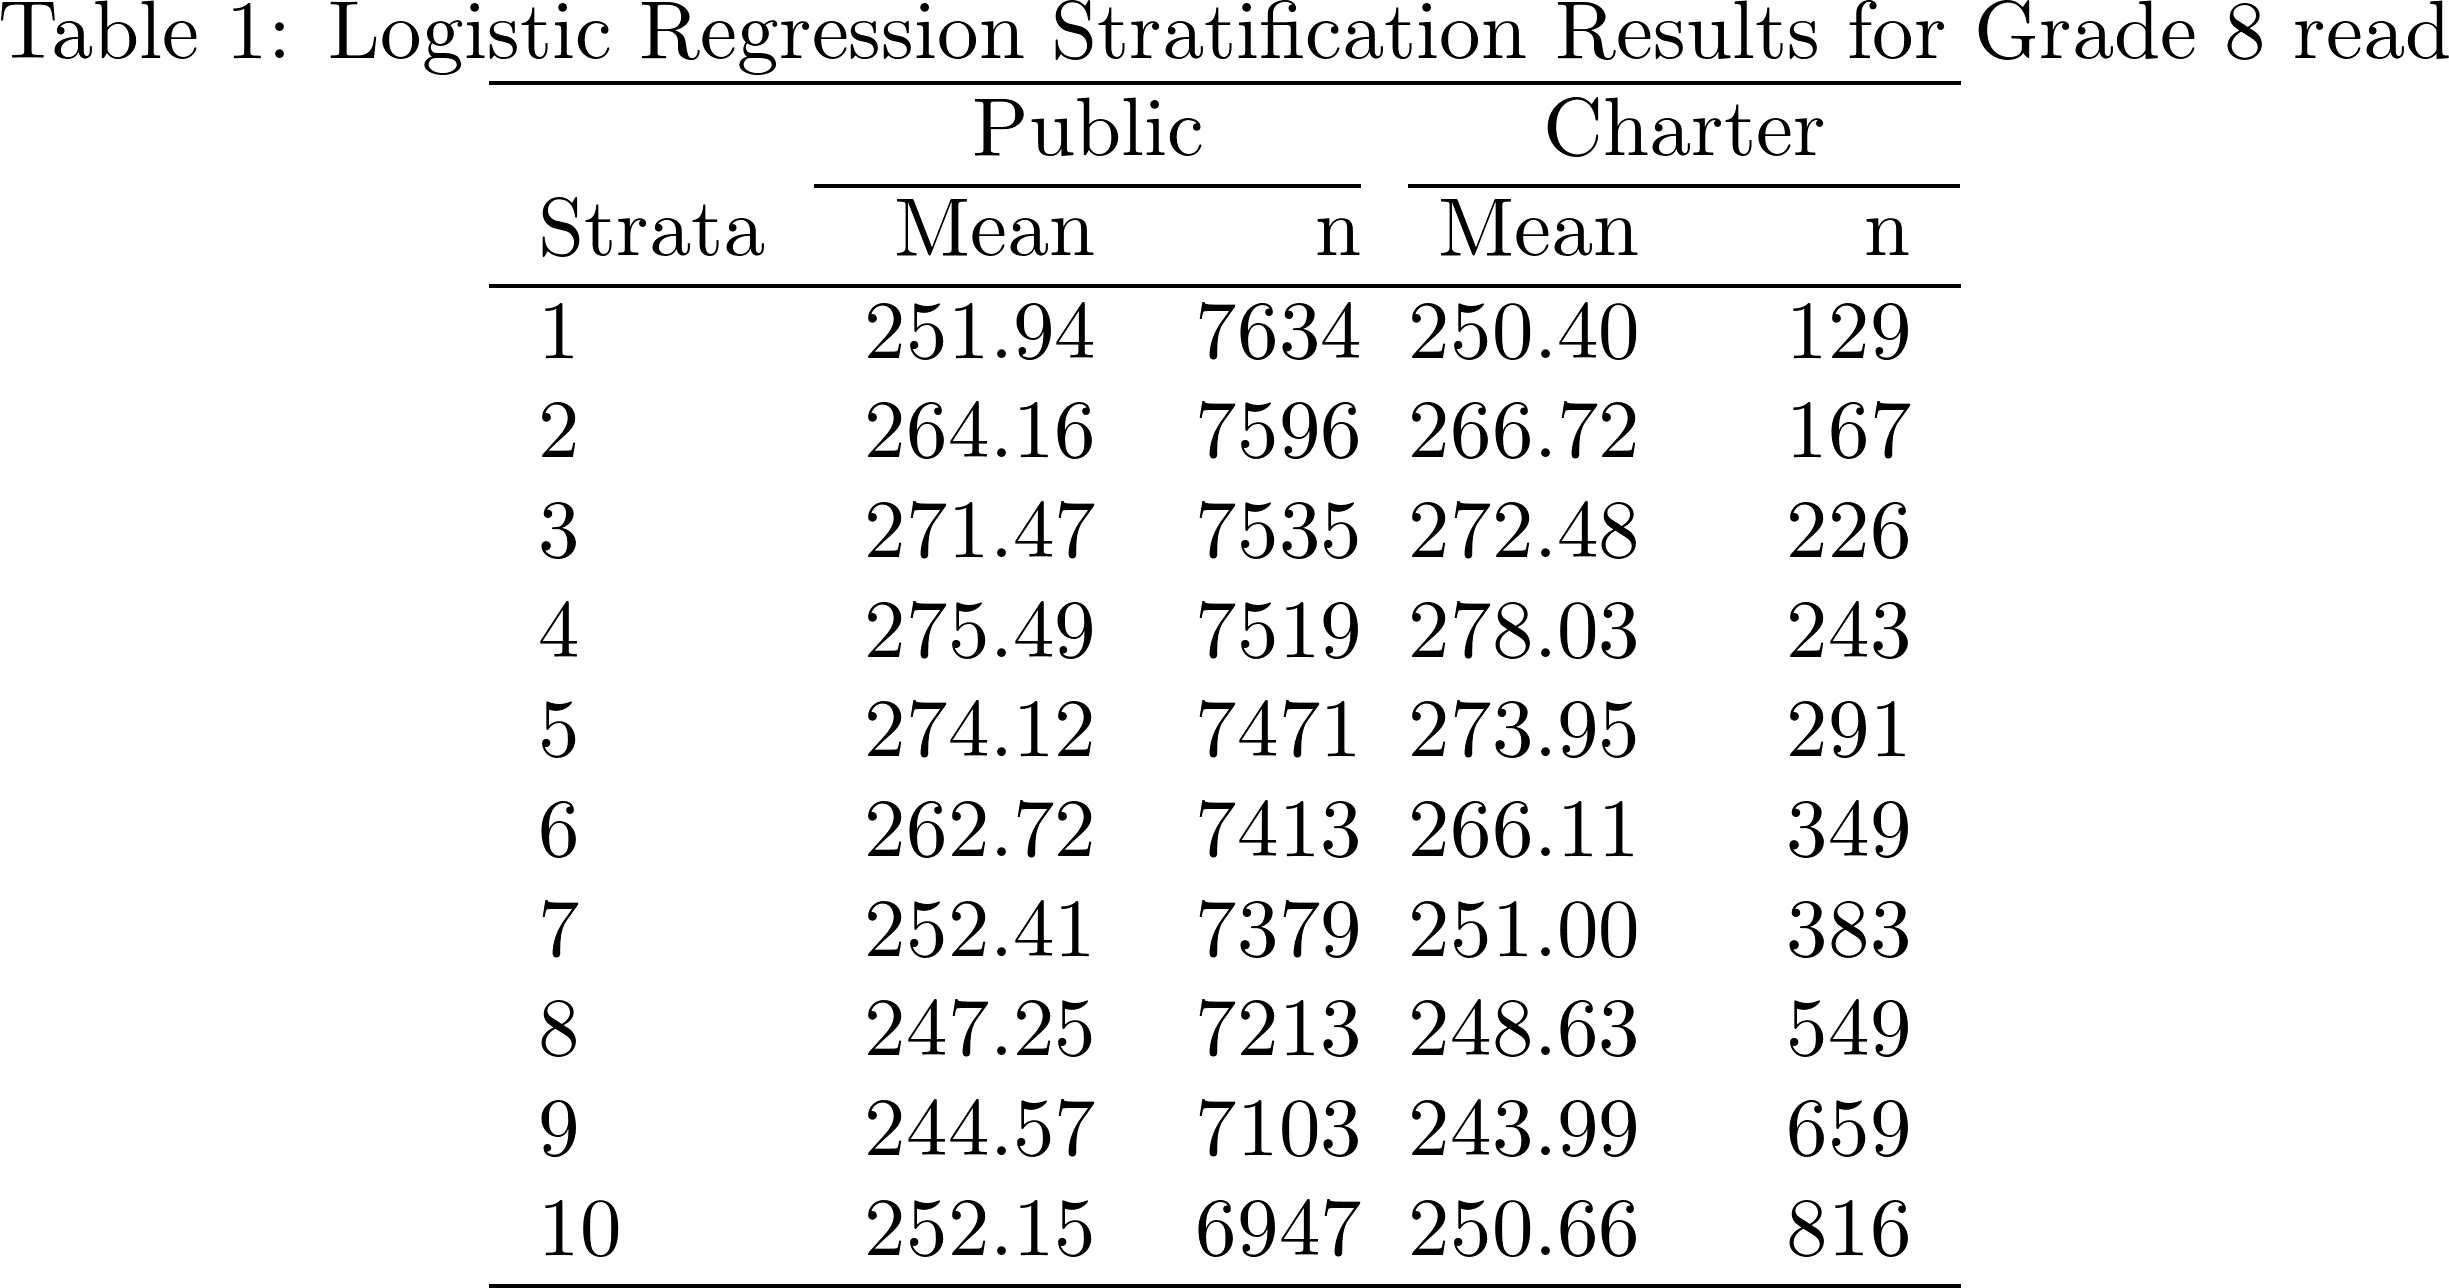 Table 1: Logistic Regression Stratification Results for Grade 8 read
Public Charter
Strata Mean n Mean n
1 251.94 7634 250.40 129
2 264.16 7596 266.72 167
3 271.47 7535 272.48 226
4 275.49 7519 278.03 243
5 274.12 7471 273.95 291
6 262.72 7413 266.11 349
7 252.41 7379 251.00 383
8 247.25 7213 248.63 549
9 244.57 7103 243.99 659
10 252.15 6947 250.66 816